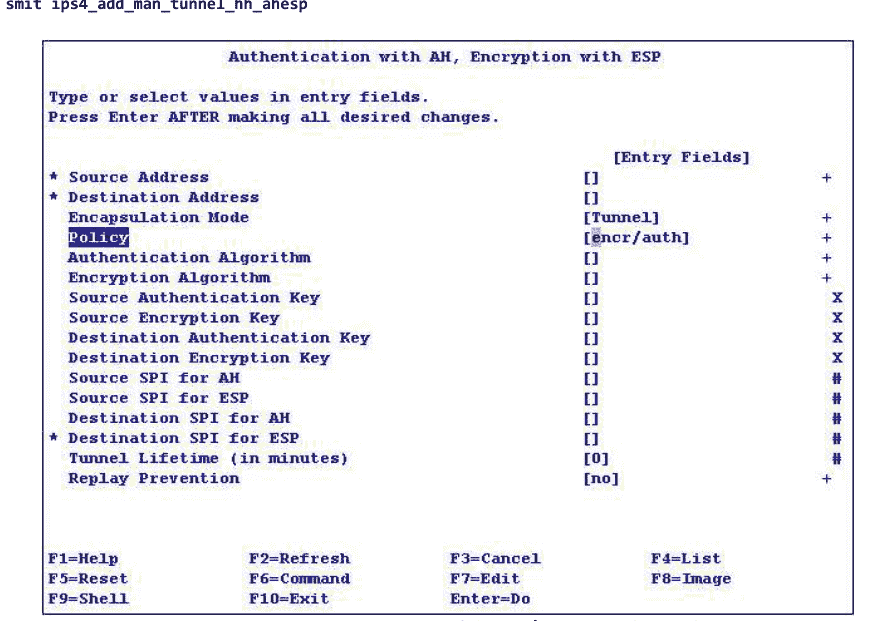 smit ips4_add_man_tunnel_hh_ahesp
Authentication with AH, Encryption with ESP
Type or select values in entry fields.
Press Enter AFTER making all desired changes.
[Entry Fields]
* Source Address [] +
* Destination Address []
Encapsulation Mode [Tunnel] +
Policy [encr/auth] +
Authentication Algorithm [] +
Encryption Algorithm [] +
Source Authentication Key [] X
Source Encryption Key [] X
Destination Authentication Key [] X
Destination Encryption Key [] X
Source SPI for AH [] #
Source SPI for ESP [] #
Destination SPI for AH [] #
* Destination SPI for ESP [] #
Tunnel Lifetime (in minutes) [0] #
Replay Prevention [no] +
F1=Help F2=Refresh F3=Cancel F4=List
F5=Reset F6=Command F7=Edit F8=Image
F9=Shell F10=Exit Enter=Do